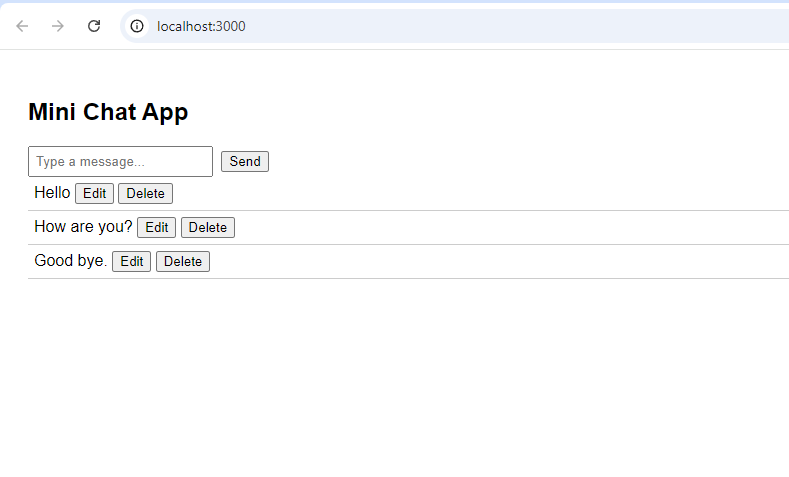 localhost:3000
Mini Chat App
Type a message... Send
Hello Edit Delete
How are you? Edit Delete
Good bye. Edit Delete